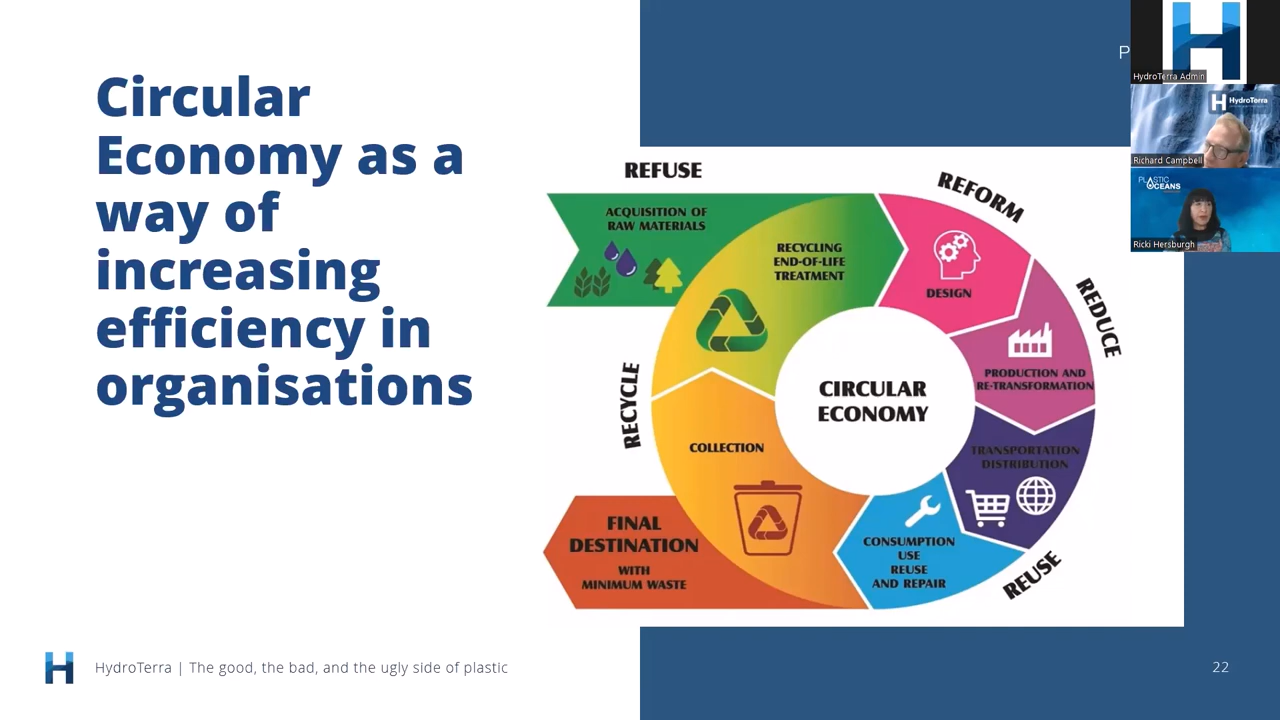 Circular
Economy as a
way of
increasing
efficiency in
organisations
REFUSE
ACQUISITION OF
RAW MATERIALS
RECYCLING
END-OF-LIFE
TREATMENT
REFORM
DESIGN
REDUCE
PRODUCTION AND
RE-TRANSFORMATION
CIRCULAR
ECONOMY
RECYCLE
COLLECTION
TRANSPORTATION
DISTRIBUTION
FINAL
DESTINATION
WITH
MINIMUM WASTE
CONSUMPTION
USE
REUSE
AND REPAIR
REUSE
HydroTerra | The good, the bad, and the ugly side of plastic
22
P
HydroTerra Admin
HydroTerra
Richard Campbell
PLASTIC
OCEANS
Ricki Hersburgh